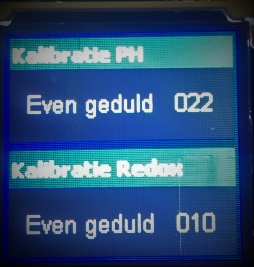 Kalibratie PH
Even geduld 022
Kalibratie Redox
Even geduld 010